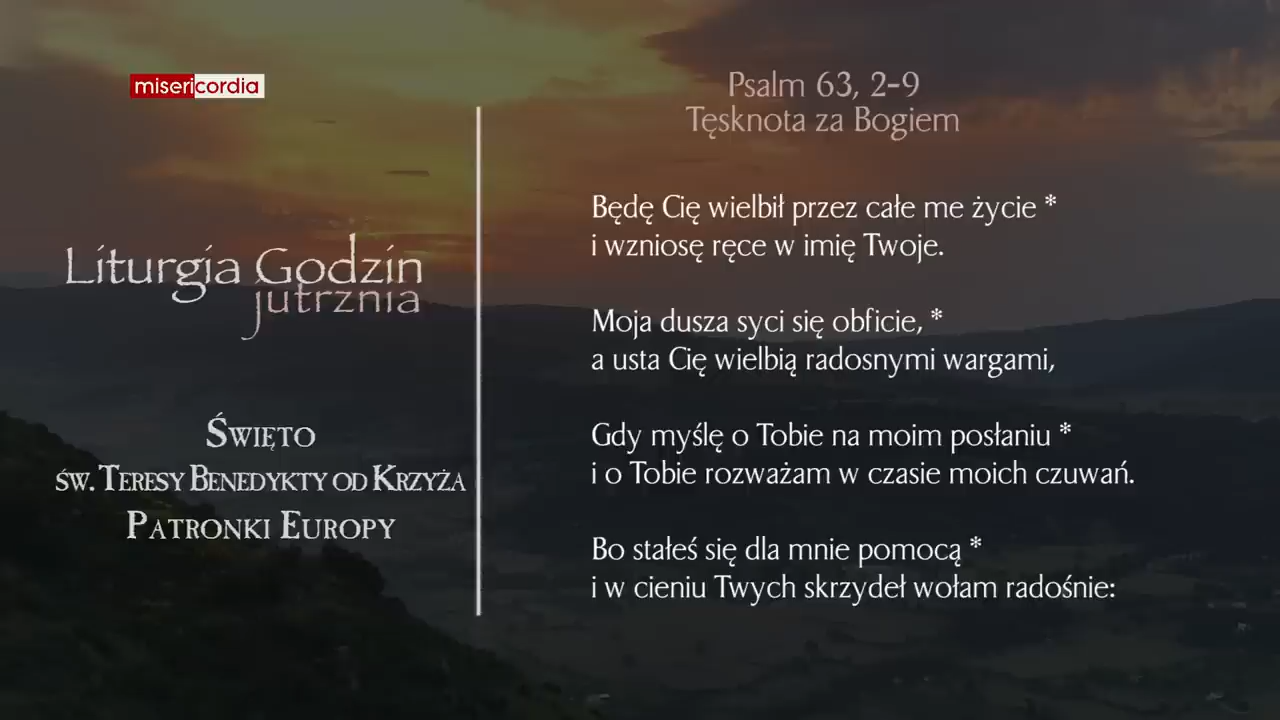 misericordia
Liturgia Godzin
jutrznia
Święto
św. Teresy Benedykty od Krzyża
Patronki Europy
Psalm 63, 2-9
Tęsknota za Bogiem
Będę Cię wielbił przez całe me życie *
i wzniosę ręce w imię Twoje.
Moja dusza syci się obficie, *
a usta Cię wielbią radosnymi wargami,
Gdy myślę o Tobie na moim posłaniu *
i o Tobie rozważam w czasie moich czuwań.
Bo stałeś się dla mnie pomocą *
i w cieniu Twych skrzydeł wołam radośnie: